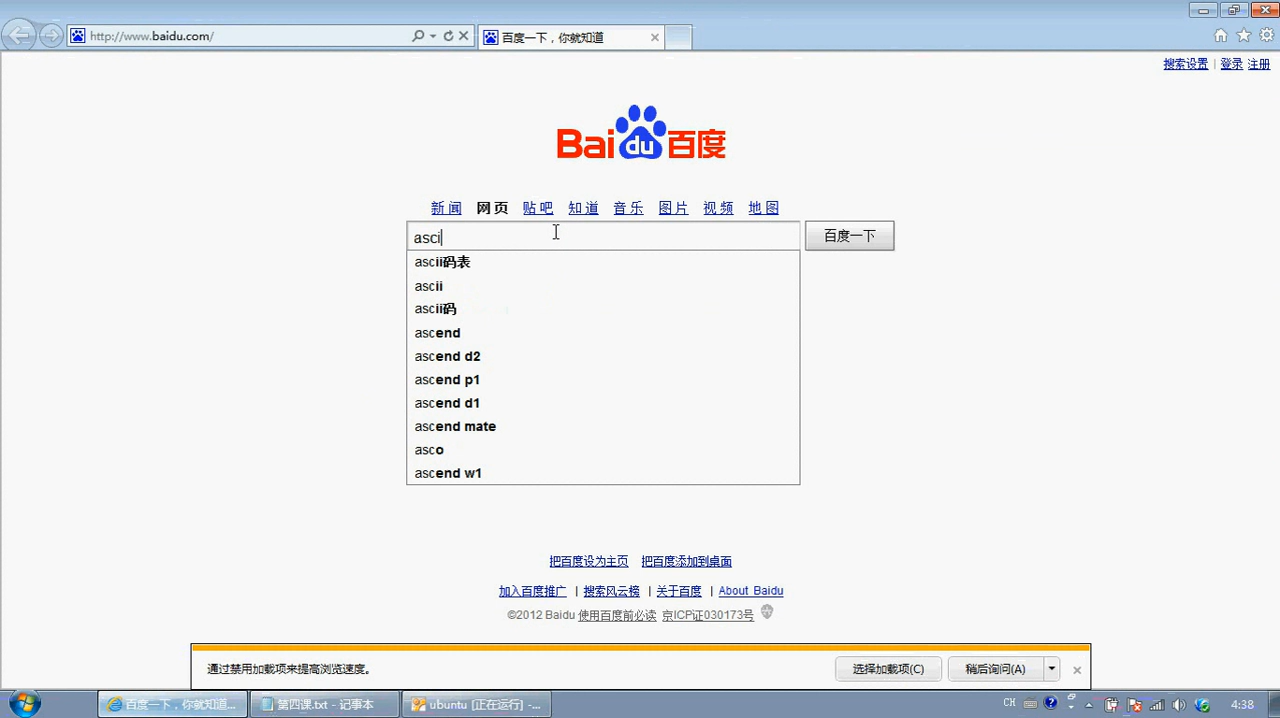 http://www.baidu.com/
百度一下，你就知道
搜索设置 | 登录 注册
Bai du 百度
新闻 网页 贴吧 知道 音乐 图片 视频 地图
asci
百度一下
ascii码表
ascii
ascii码
ascend
ascend d2
ascend p1
ascend d1
ascend mate
asco
ascend w1
把百度设为主页 把百度添加到桌面
加入百度推广 | 搜索风云榜 | 关于百度 | About Baidu
©2012 Baidu 使用百度前必读 京ICP证030173号
通过禁用加载项来提高浏览速度。
选择加载项(C)
稍后询问(A)
百度一下，你就知道...
第四课.txt - 记事本
ubuntu [正在运行] -...
CH
4:38